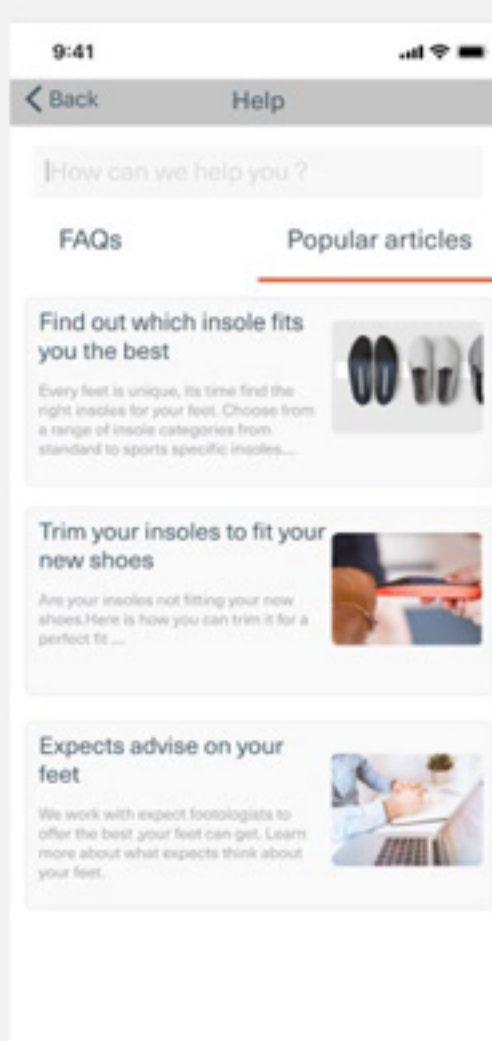 9:41
Back
Help
How can we help you ?
FAQs
Popular articles
Find out which insole fits
you the best
Every feet is unique, its time find the
right insoles for your feet. Choose from
a range of insole categories from
standard to sports specific insoles....
Trim your insoles to fit your
new shoes
Are your insoles not fitting your new
shoes.Here is how you can trim it for a
perfect fit ....
Expects advise on your
feet
We work with expect footologists to
offer the best your feet can get. Learn
more about what expects think about
your feet.